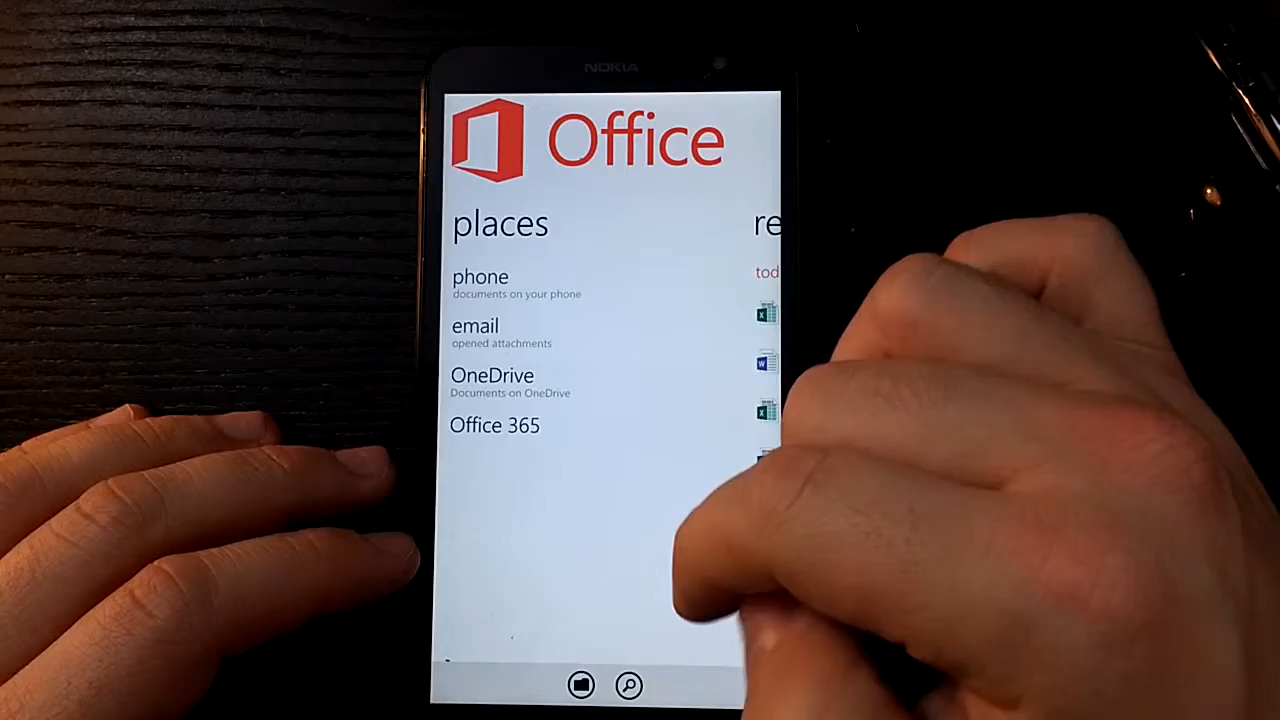 NOKIA
Office
places
re
phone
tod
documents on your phone
email
opened attachments
OneDrive
Documents on OneDrive
Office 365